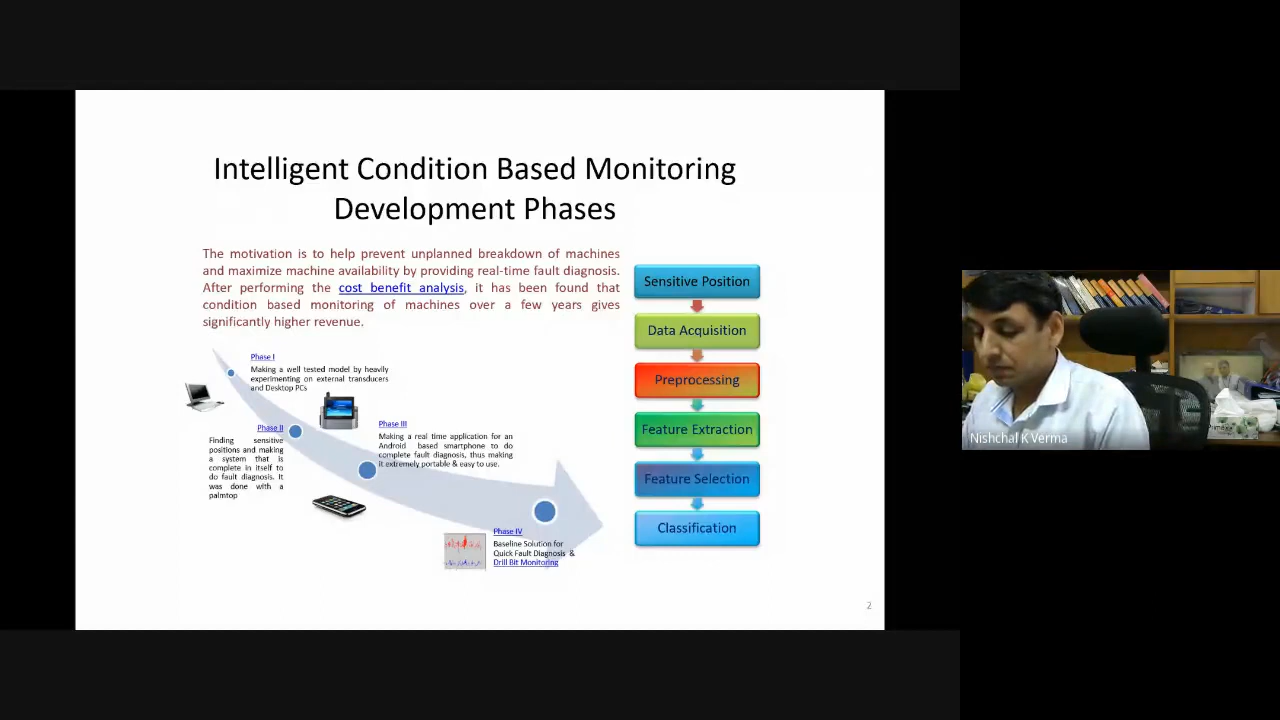 Intelligent Condition Based Monitoring
Development Phases
The motivation is to help prevent unplanned breakdown of machines
and maximize machine availability by providing real-time fault diagnosis.
After performing the cost benefit analysis, it has been found that
condition based monitoring of machines over a few years gives
significantly higher revenue.
Phase I
Making a well tested model by heavily
experimenting on external transducers
and Desktop PCs
Phase II
Finding sensitive
positions and making
a system that is
complete in itself to
do fault diagnosis. It
was done with a
palmtop
Phase III
Making a real time application for an
Android based smartphone to do
complete fault diagnosis, thus making
it extremely portable & easy to use.
Phase IV
Baseline Solution for
Quick Fault Diagnosis &
Drill Bit Monitoring
Sensitive Position
Data Acquisition
Preprocessing
Feature Extraction
Feature Selection
Classification
2
Nishchal K Verma